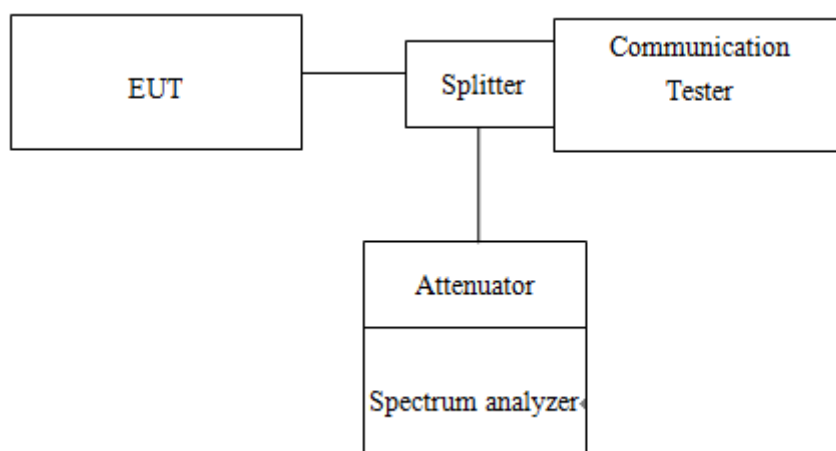 EUT
Splitter
Communication
Tester
Attenuator
Spectrum analyzer